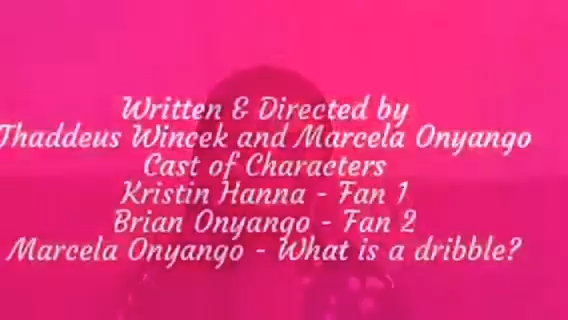 Written & Directed by
Thaddeus Wincek and Marcela Onyango
Cast of Characters
Kristin Hanna - Fan 1
Brian Onyango - Fan 2
Marcela Onyango - What is a dribble?